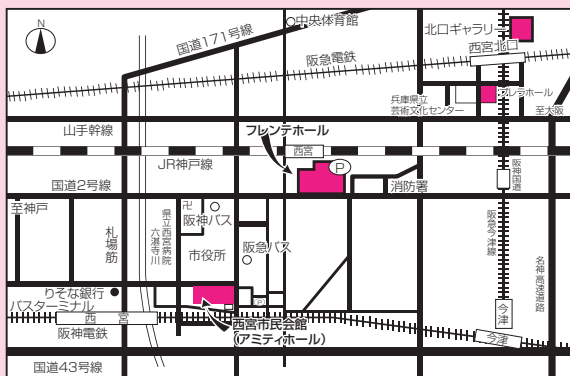 N
中央体育館
国道171号線
阪急電鉄
北口ギャラリー
西宮北口
兵庫県立
芸術文化センター
プレラホール
至大阪
山手幹線
フレンテホール
西宮
P
JR神戸線
阪神国道
国道2号線
消防署
至神戸
札場筋
県立西宮病院
六湛寺川
卍
阪神バス
市役所
阪急バス
阪急今津線
名神高速道路
りそな銀行
バスターミナル
西宮
P
阪神電鉄
西宮市民会館
(アミティホール)
今津
今津
国道43号線